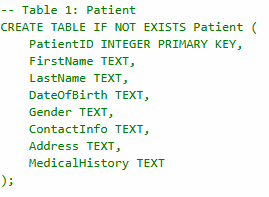 -- Table 1: Patient
CREATE TABLE IF NOT EXISTS Patient (
    PatientID INTEGER PRIMARY KEY,
    FirstName TEXT,
    LastName TEXT,
    DateOfBirth TEXT,
    Gender TEXT,
    ContactInfo TEXT,
    Address TEXT,
    MedicalHistory TEXT
);